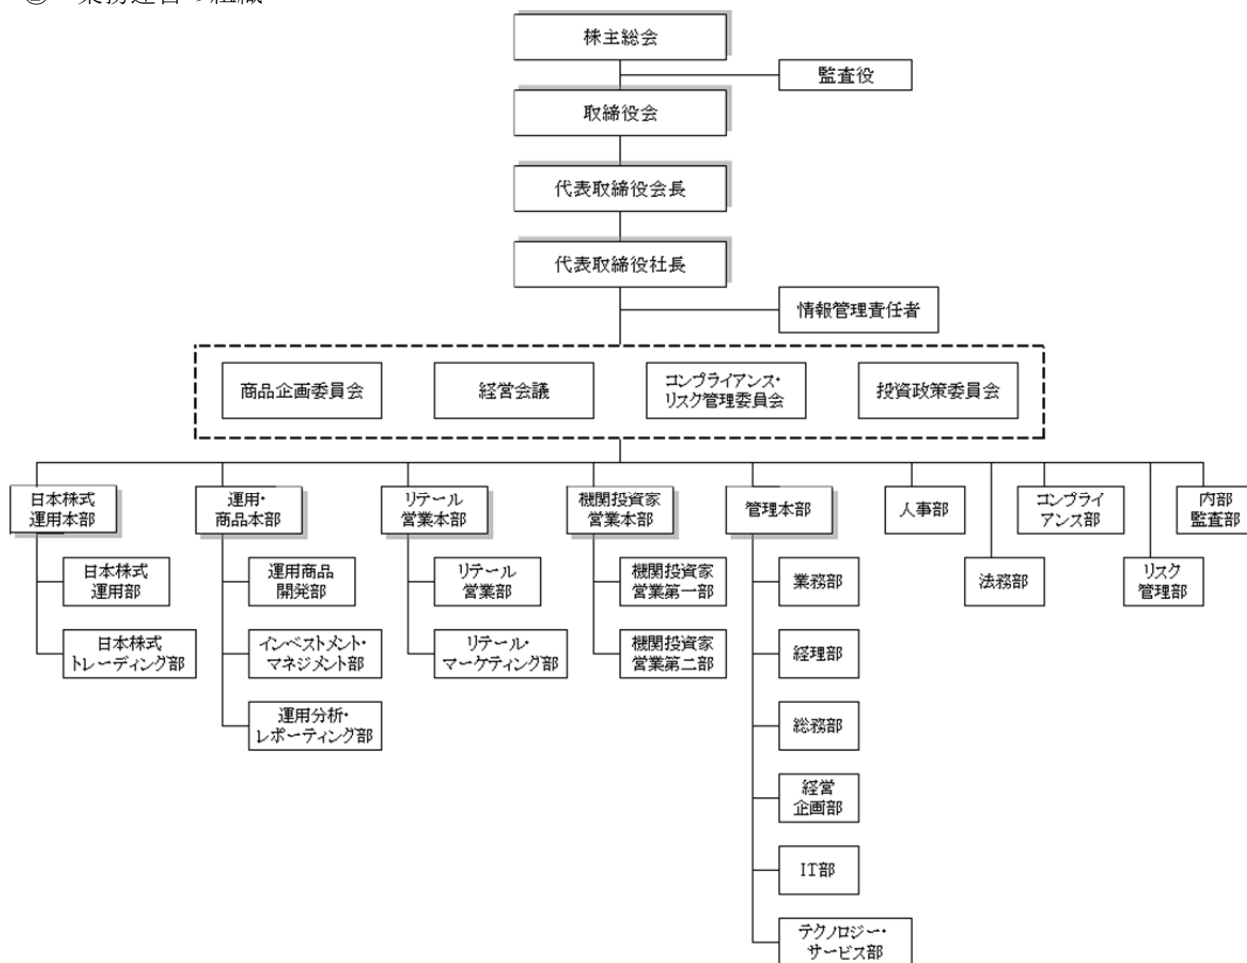 業務運営の組織
株主総会
監査役
取締役会
代表取締役会長
代表取締役社長
情報管理責任者
商品企画委員会
経営会議
コンプライアンス・
リスク管理委員会
投資政策委員会
日本株式
運用本部
運用・
商品本部
リテール
営業本部
機関投資家
営業本部
管理本部
人事部
コンプライ
アンス部
内部
監査部
日本株式
運用部
運用商品
開発部
リテール
営業部
機関投資家
営業第一部
業務部
法務部
リスク
管理部
日本株式
トレーディング部
インベストメント・
マネジメント部
リテール・
マーケティング部
機関投資家
営業第二部
経理部
運用分析・
レポーティング部
総務部
経営
企画部
IT部
テクノロジー・
サービス部